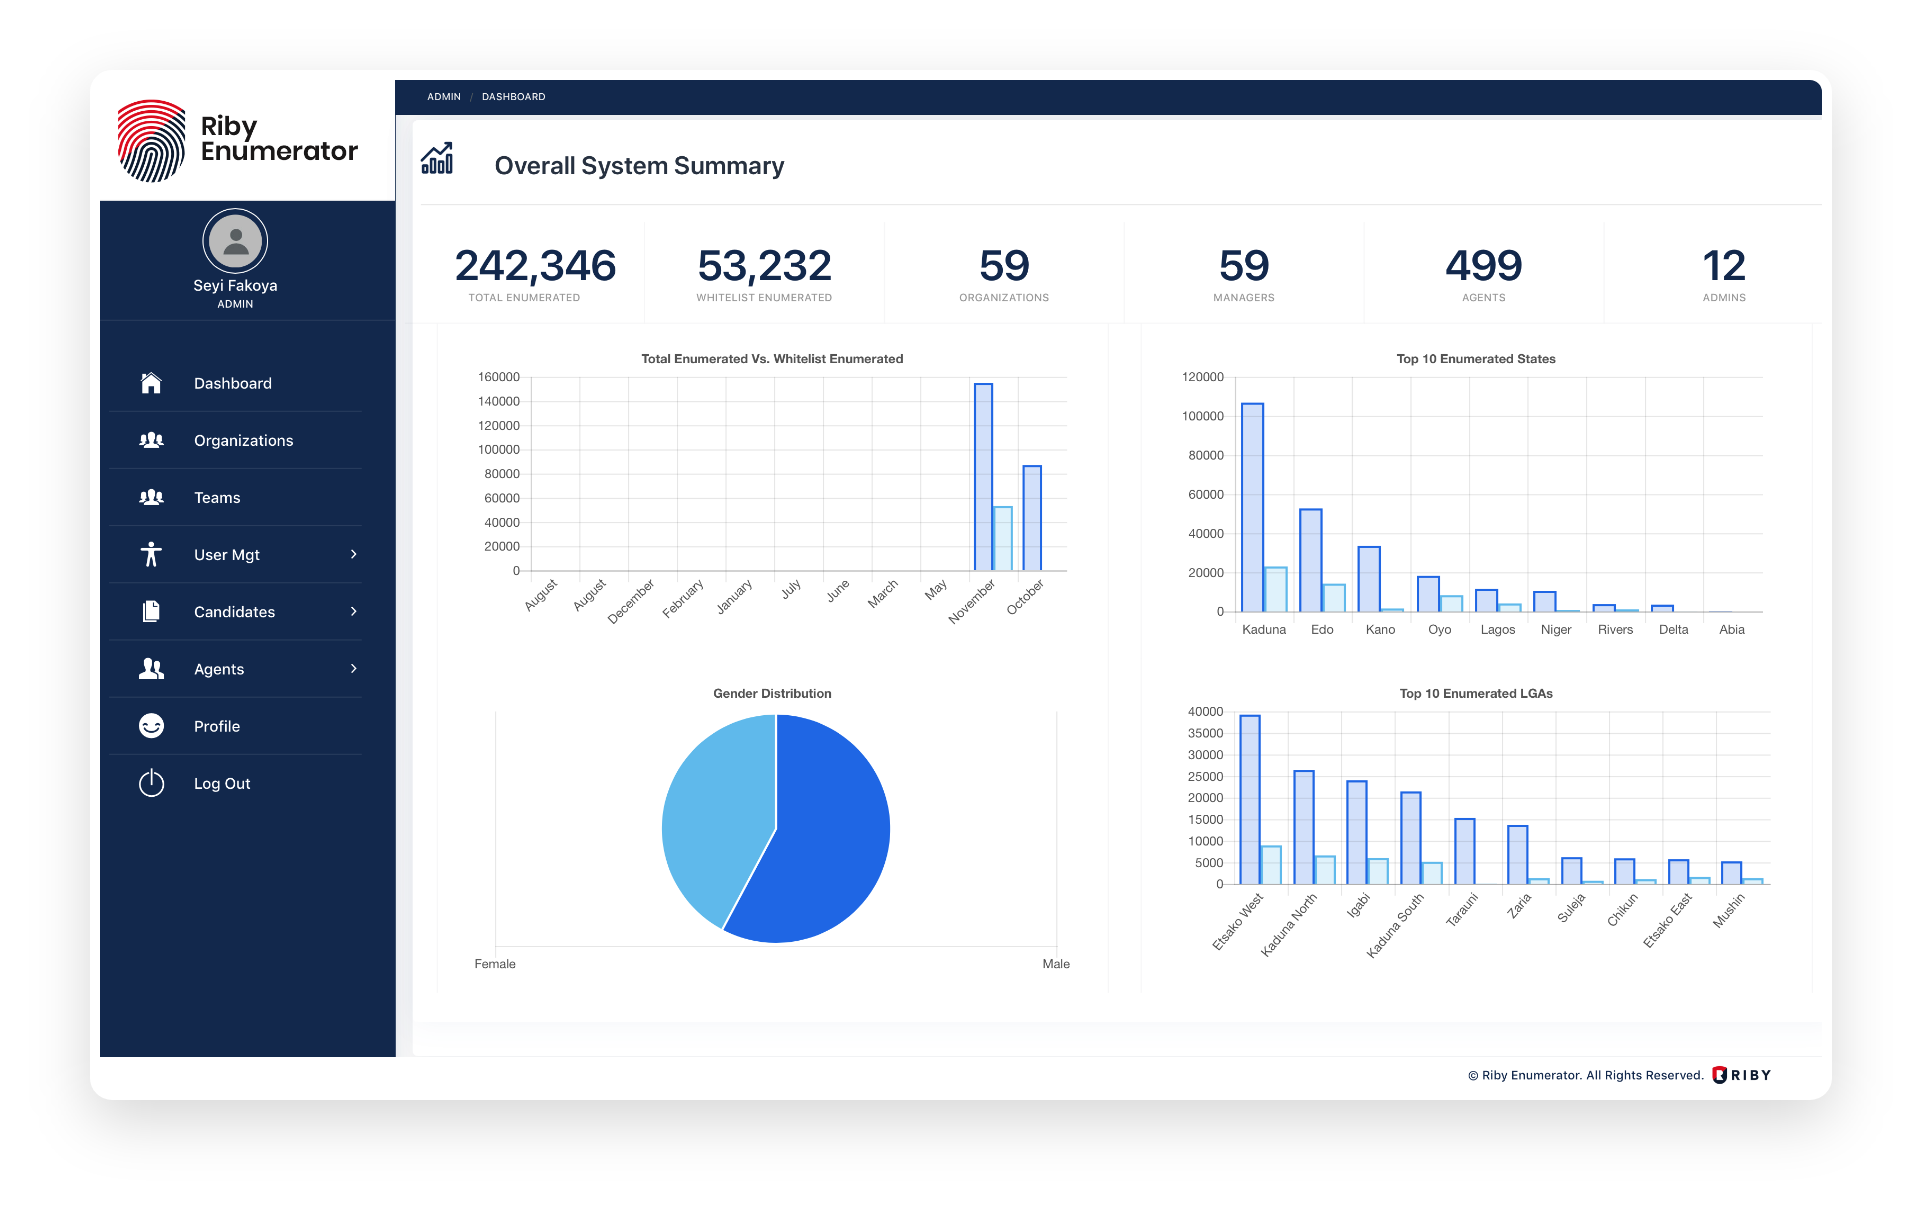 Riby
Enumerator
ADMIN / DASHBOARD
Seyi Fakoya
ADMIN
Dashboard
Organizations
Teams
User Mgt
Candidates
Agents
Profile
Log Out
Overall System Summary
242,346
TOTAL ENUMERATED
53,232
WHITELIST ENUMERATED
59
ORGANIZATIONS
59
MANAGERS
499
AGENTS
12
ADMINS
Total Enumerated Vs. Whitelist Enumerated
160000
140000
120000
100000
80000
60000
40000
20000
0
August
August
December
February
January
July
June
March
May
November
October
Top 10 Enumerated States
120000
100000
80000
60000
40000
20000
0
Kaduna
Edo
Kano
Oyo
Lagos
Niger
Rivers
Delta
Abia
Gender Distribution
Female
Male
Top 10 Enumerated LGAs
40000
35000
30000
25000
20000
15000
10000
5000
0
Etsako West
Kaduna North
Igabi
Kaduna South
Tarauni
Zaria
Suleja
Chikun
Etsako East
Mushin
© Riby Enumerator. All Rights Reserved. RIBY